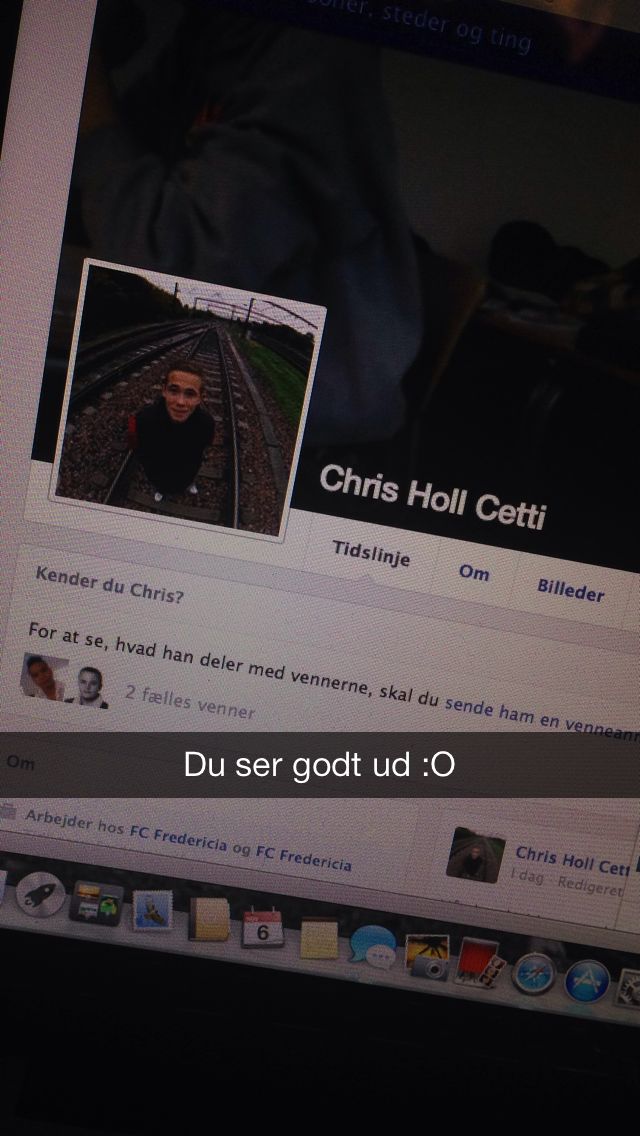 steder og ting
Chris Holl Cetti
Tidslinje Om Billeder
Kender du Chris?
For at se, hvad han deler med vennerne, skal du sende ham en venneanm
2 fælles venner
Du ser godt ud :O
Om
Arbejder hos FC Fredericia og FC Fredericia
Chris Holl Cett
I dag · Redigeret
6